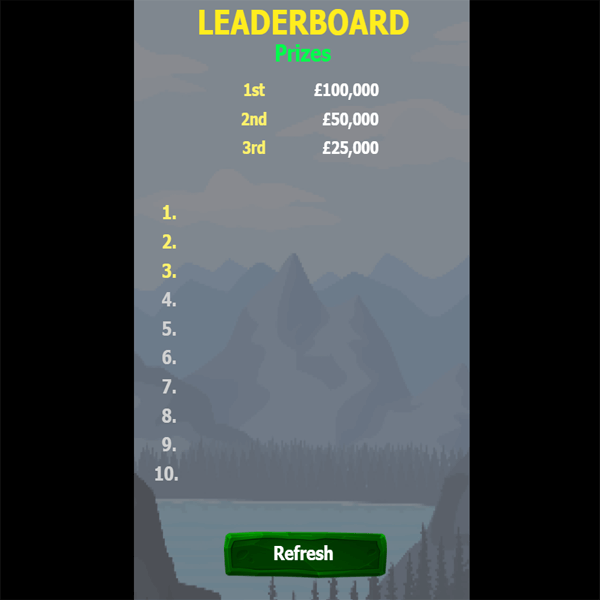 LEADERBOARD
Prizes
1st £100,000
2nd £50,000
3rd £25,000
1.
2.
3.
4.
5.
6.
7.
8.
9.
10.
Refresh